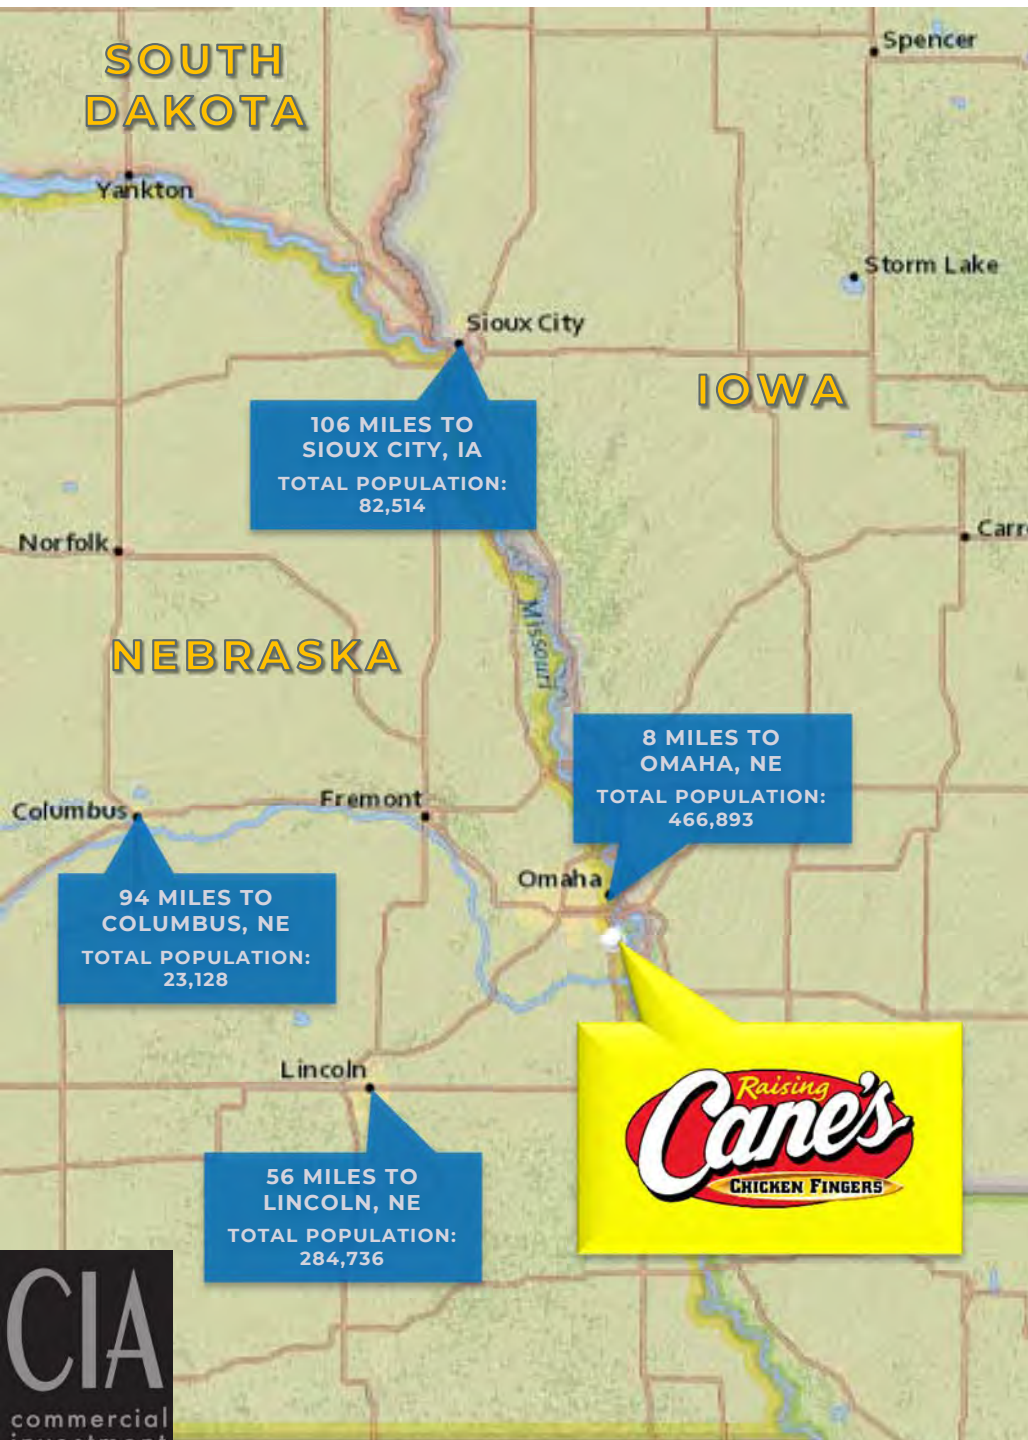 SOUTH
DAKOTA
Spencer
Yankton
Storm Lake
Sioux City
IOWA
106 MILES TO
SIOUX CITY, IA
TOTAL POPULATION:
82,514
Norfolk
Carr
Missouri
NEBRASKA
8 MILES TO
OMAHA, NE
TOTAL POPULATION:
466,893
Columbus
Fremont
Omaha
94 MILES TO
COLUMBUS, NE
TOTAL POPULATION:
23,128
Lincoln
Raising
Cane's
CHICKEN FINGERS
56 MILES TO
LINCOLN, NE
TOTAL POPULATION:
284,736
CIA
commercial
investment